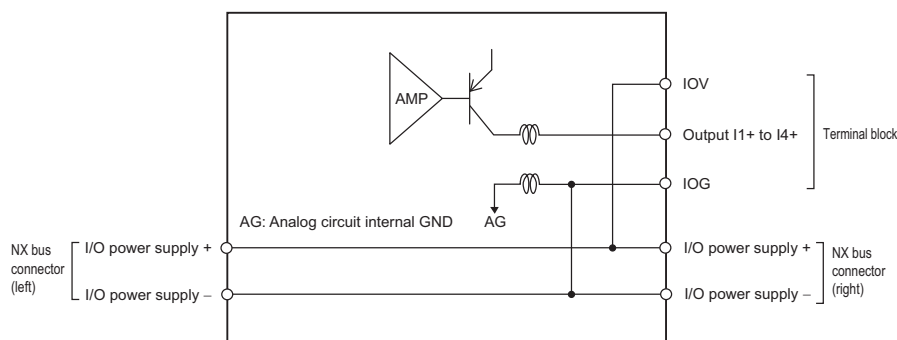 AMP
IOV
Output I1+ to I4+
Terminal block
IOG
AG: Analog circuit internal GND
AG
NX bus
connector
(left)
I/O power supply +
I/O power supply −
I/O power supply +
I/O power supply −
NX bus
connector
(right)